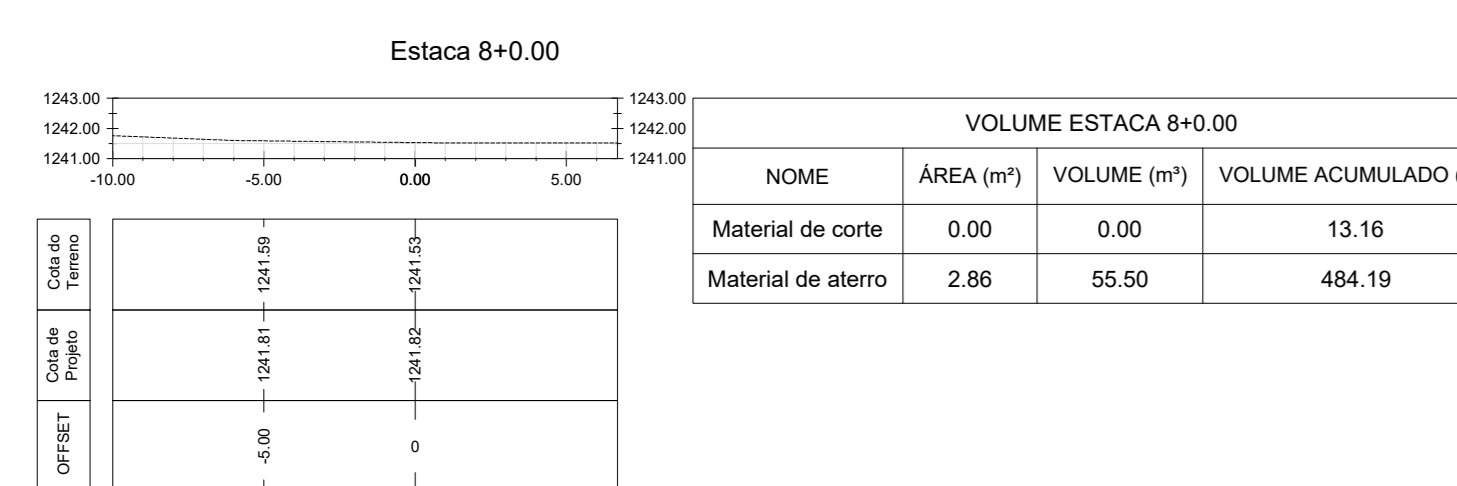 Estaca 8+0.00
1243.00
1242.00
1241.00
1243.00
1242.00
1241.00
-10.00 -5.00 0.00 5.00
Cota do
Terreno
1241.59 1241.53
Cota de
Projeto
1241.81 1241.82
OFFSET
-5.00 0
VOLUME ESTACA 8+0.00
NOME ÁREA (m²) VOLUME (m³) VOLUME ACUMULADO (
Material de corte 0.00 0.00 13.16
Material de aterro 2.86 55.50 484.19